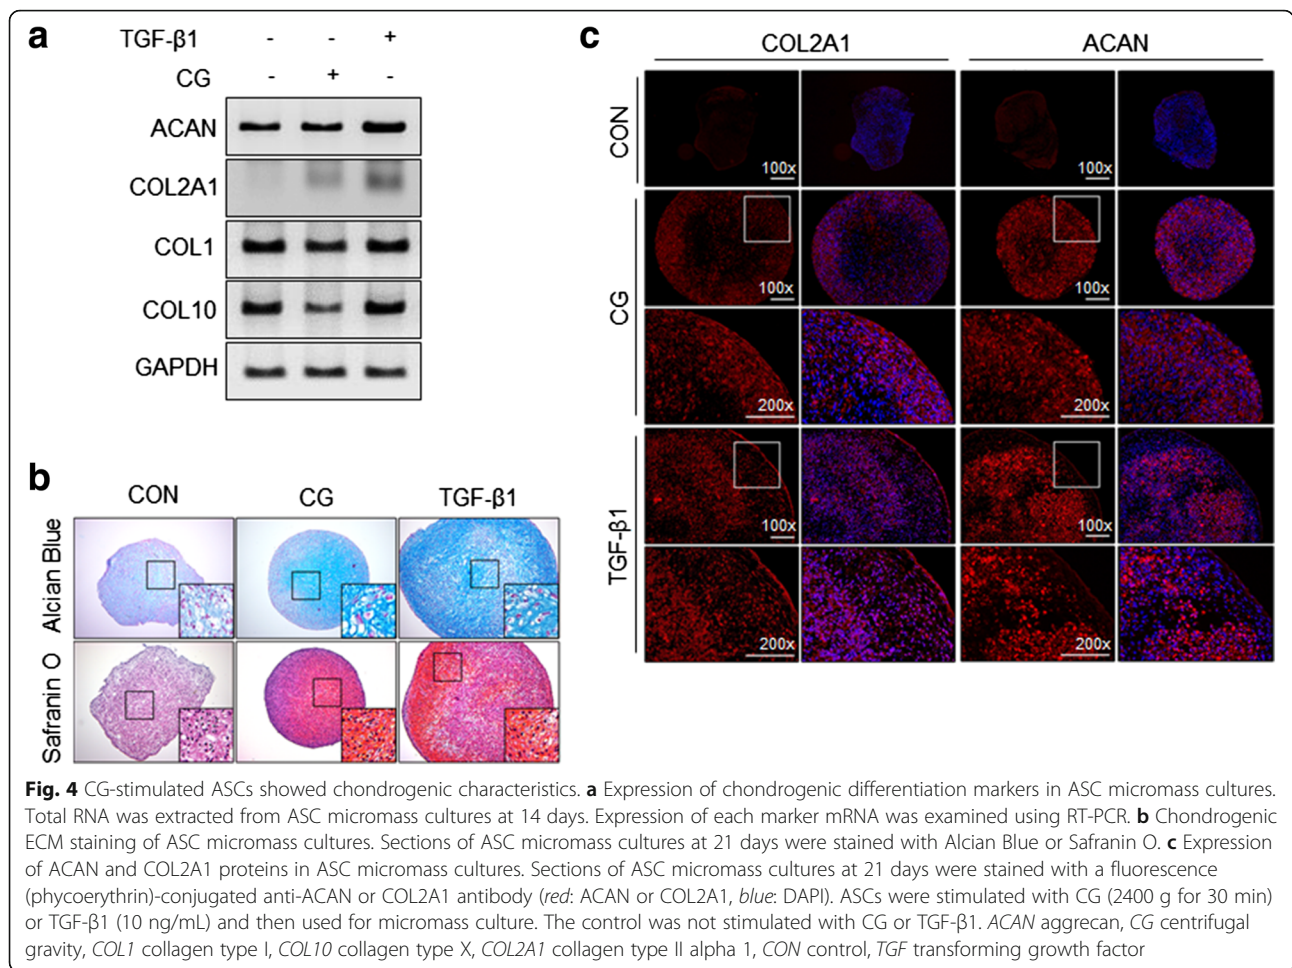 a
TGF-β1 - - +
CG - + -
ACAN
COL2A1
COL1
COL10
GAPDH
b
CON CG TGF-β1
Alcian Blue
Safranin O
c
COL2A1 ACAN
CON
100x 100x
CG
100x 100x
200x 200x
TGF-β1
100x 100x
200x 200x
Fig. 4 CG-stimulated ASCs showed chondrogenic characteristics. a Expression of chondrogenic differentiation markers in ASC micromass cultures.
Total RNA was extracted from ASC micromass cultures at 14 days. Expression of each marker mRNA was examined using RT-PCR. b Chondrogenic
ECM staining of ASC micromass cultures. Sections of ASC micromass cultures at 21 days were stained with Alcian Blue or Safranin O. c Expression
of ACAN and COL2A1 proteins in ASC micromass cultures. Sections of ASC micromass cultures at 21 days were stained with a fluorescence
(phycoerythrin)-conjugated anti-ACAN or COL2A1 antibody (red: ACAN or COL2A1, blue: DAPI). ASCs were stimulated with CG (2400 g for 30 min)
or TGF-β1 (10 ng/mL) and then used for micromass culture. The control was not stimulated with CG or TGF-β1. ACAN aggrecan, CG centrifugal
gravity, COL1 collagen type I, COL10 collagen type X, COL2A1 collagen type II alpha 1, CON control, TGF transforming growth factor